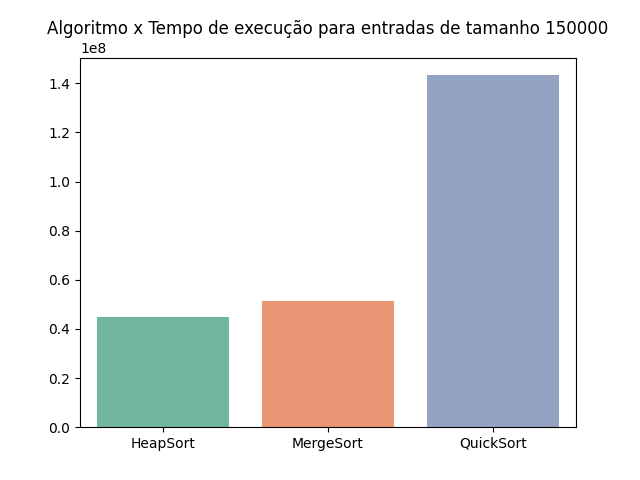 Algoritmo x Tempo de execução para entradas de tamanho 150000
1e8
1.4
1.2
1.0
0.8
0.6
0.4
0.2
0.0
HeapSort MergeSort QuickSort